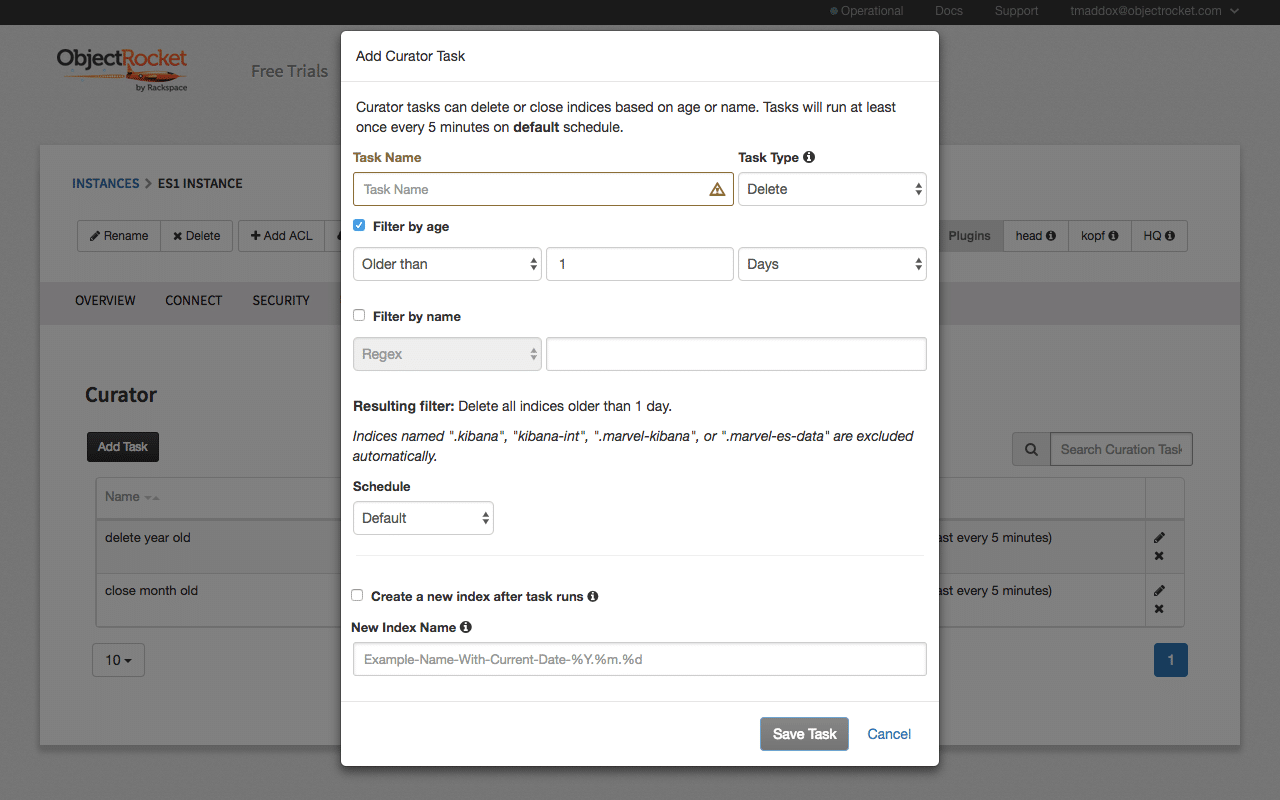 Operational Docs Support tmaddox@objectrocket.com
ObjectRocket
by Rackspace
Free Trials
INSTANCES > ES1 INSTANCE
Rename Delete Add ACL
Plugins head kopf HQ
OVERVIEW CONNECT SECURITY
Curator
Add Task
Search Curation Task
Name
delete year old
ast every 5 minutes)
close month old
ast every 5 minutes)
10
1
Add Curator Task
Curator tasks can delete or close indices based on age or name. Tasks will run at least
once every 5 minutes on default schedule.
Task Name Task Type
Task Name Delete
Filter by age
Older than 1 Days
Filter by name
Regex
Resulting filter: Delete all indices older than 1 day.
Indices named ".kibana", "kibana-int", ".marvel-kibana", or ".marvel-es-data" are excluded
automatically.
Schedule
Default
Create a new index after task runs
New Index Name
Example-Name-With-Current-Date-%Y.%m.%d
Save Task Cancel